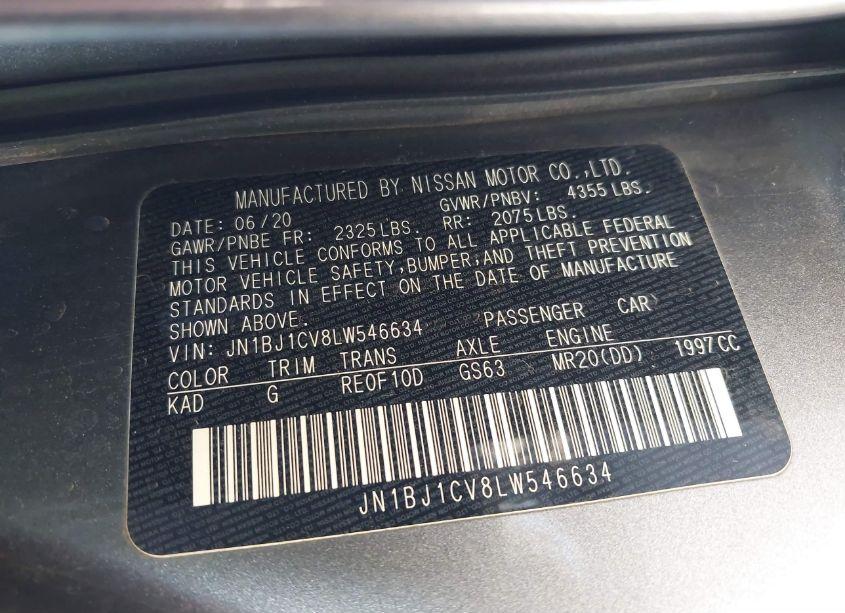 MANUFACTURED BY NISSAN MOTOR CO.,LTD.
DATE: 06/20 GVWR/PNBV: 4355 LBS.
GAWR/PNBE FR: 2325 LBS. RR: 2075 LBS.
THIS VEHICLE CONFORMS TO ALL APPLICABLE FEDERAL
MOTOR VEHICLE SAFETY,BUMPER,AND THEFT PREVENTION
STANDARDS IN EFFECT ON THE DATE OF MANUFACTURE
SHOWN ABOVE.
VIN: JN1BJ1CV8LW546634 PASSENGER CAR
COLOR TRIM TRANS AXLE ENGINE
KAD G RE0F10D GS63 MR20(DD) 1997CC
JN1BJ1CV8LW546634